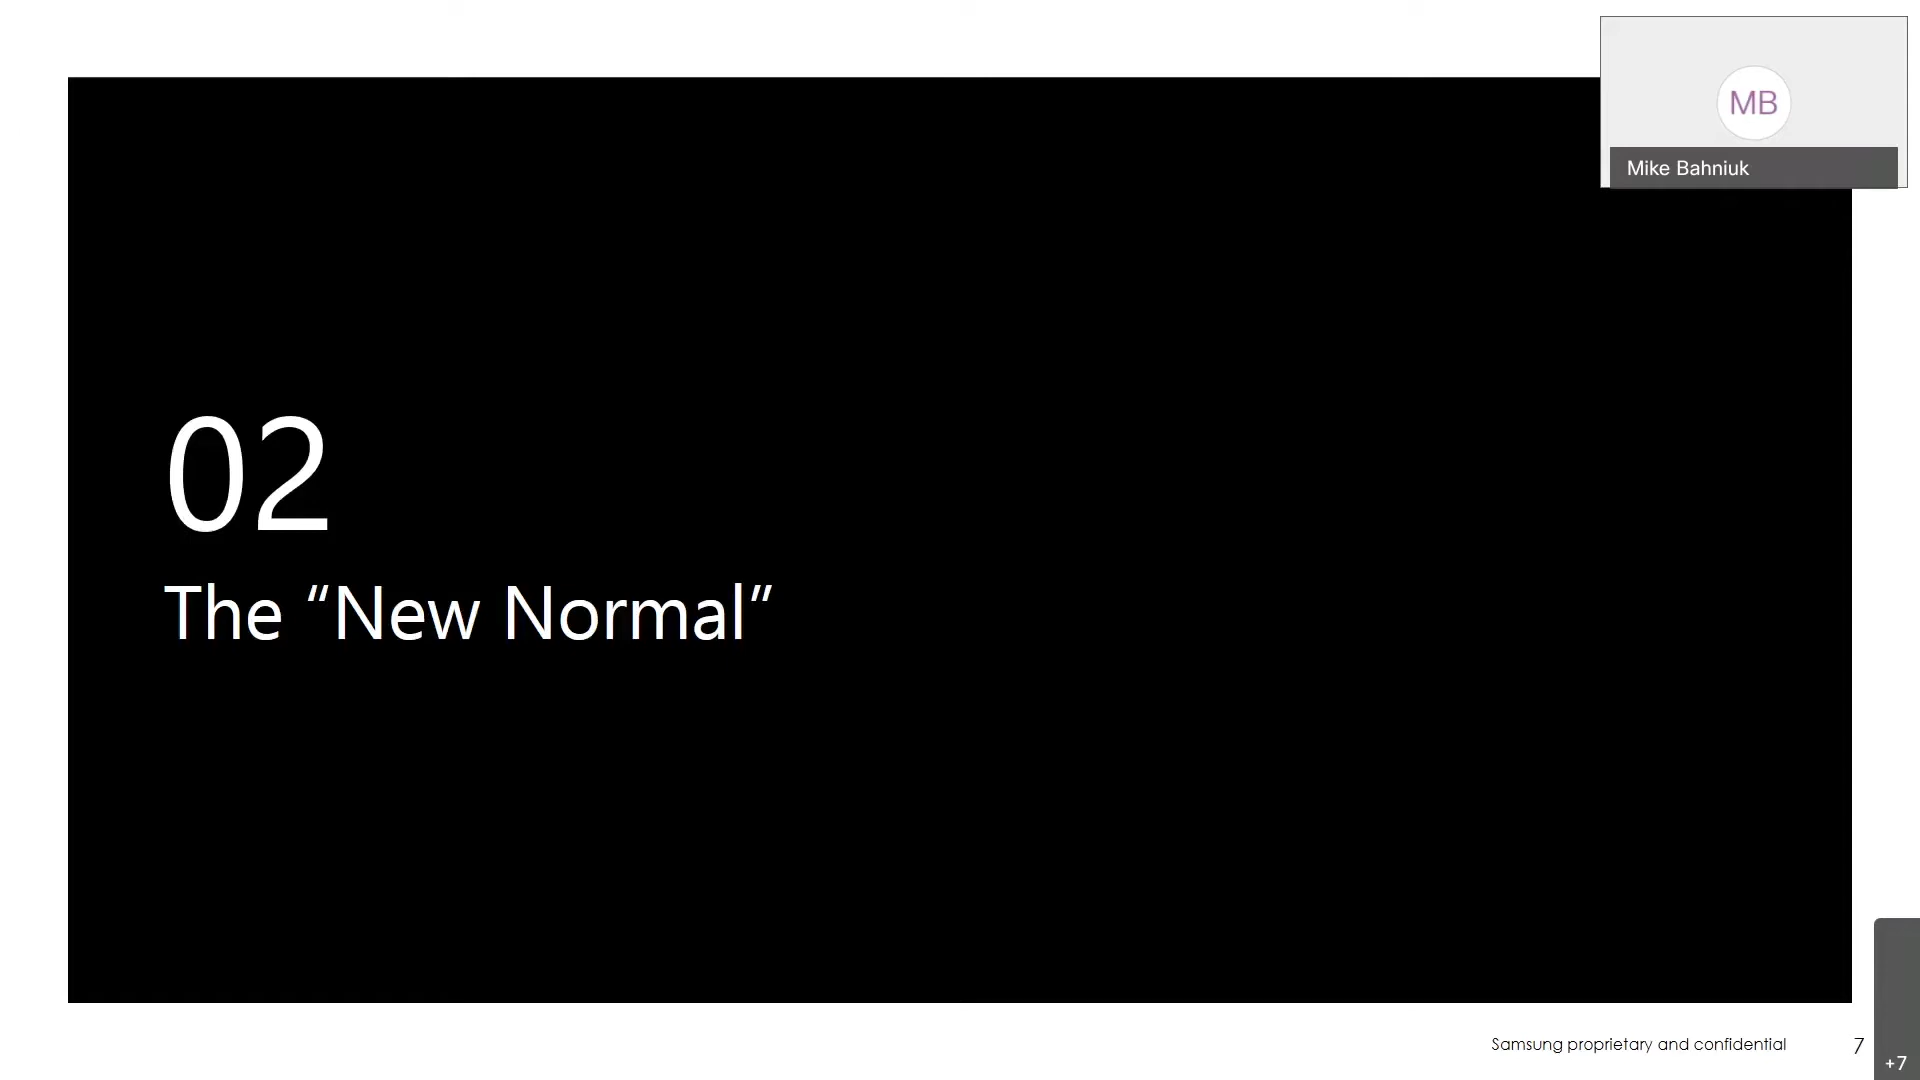 MB
Mike Bahniuk
02
The “New Normal”
Samsung proprietary and confidential
7
+7